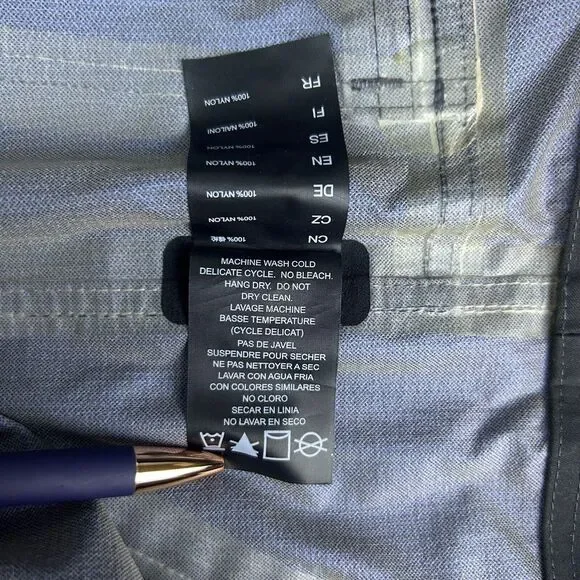 CN 100%
CZ 100% NYLON
DE 100% NYLON
EN 100% NYLON
ES 100% NYLON
FI 100% NAILONI
FR 100% NYLON
MACHINE WASH COLD
DELICATE CYCLE. NO BLEACH.
HANG DRY. DO NOT
DRY CLEAN.
LAVAGE MACHINE
BASSE TEMPERATURE
(CYCLE DELICAT)
PAS DE JAVEL
SUSPENDRE POUR SECHER
NE PAS NETTOYER A SEC
LAVAR CON AGUA FRIA
CON COLORES SIMILARES
NO CLORO
SECAR EN LINIA
NO LAVAR EN SECO